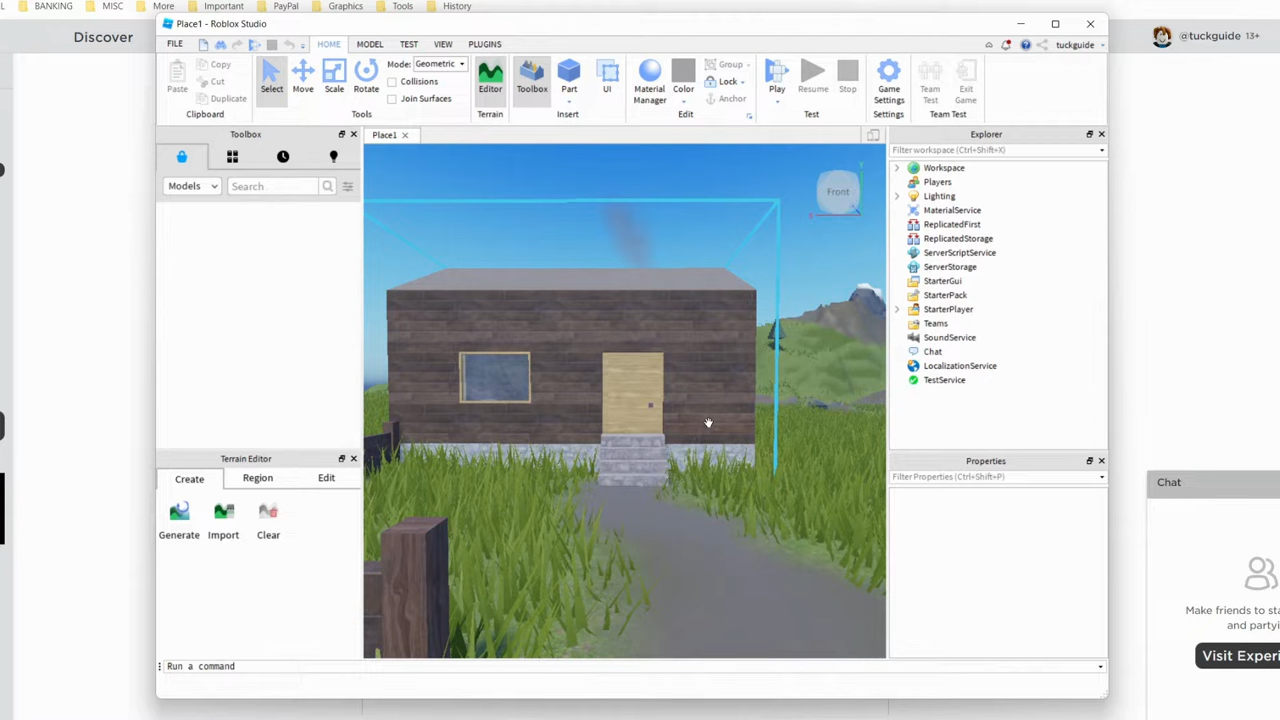 BANKING MISC More Important PayPal Graphics Tools History
Discover
@tuckguide 13+
Place1 - Roblox Studio
FILE HOME MODEL TEST VIEW PLUGINS tuckguide
Paste Copy Cut Duplicate Clipboard
Select Move Scale Rotate Mode: Geometric Collisions Join Surfaces Tools
Editor Terrain
Toolbox Part UI Insert
Material Manager Color Group Lock Anchor Edit
Play Resume Stop Test
Game Settings Settings
Team Test Exit Game Team Test
Toolbox
Models Search
Place1
Front
Y
X
Explorer
Filter workspace (Ctrl+Shift+X)
Workspace
Players
Lighting
MaterialService
ReplicatedFirst
ReplicatedStorage
ServerScriptService
ServerStorage
StarterGui
StarterPack
StarterPlayer
Teams
SoundService
Chat
LocalizationService
TestService
Terrain Editor
Create Region Edit
Generate Import Clear
Properties
Filter Properties (Ctrl+Shift+P)
Run a command
Chat
Make friends to sta
and partyi
Visit Experi